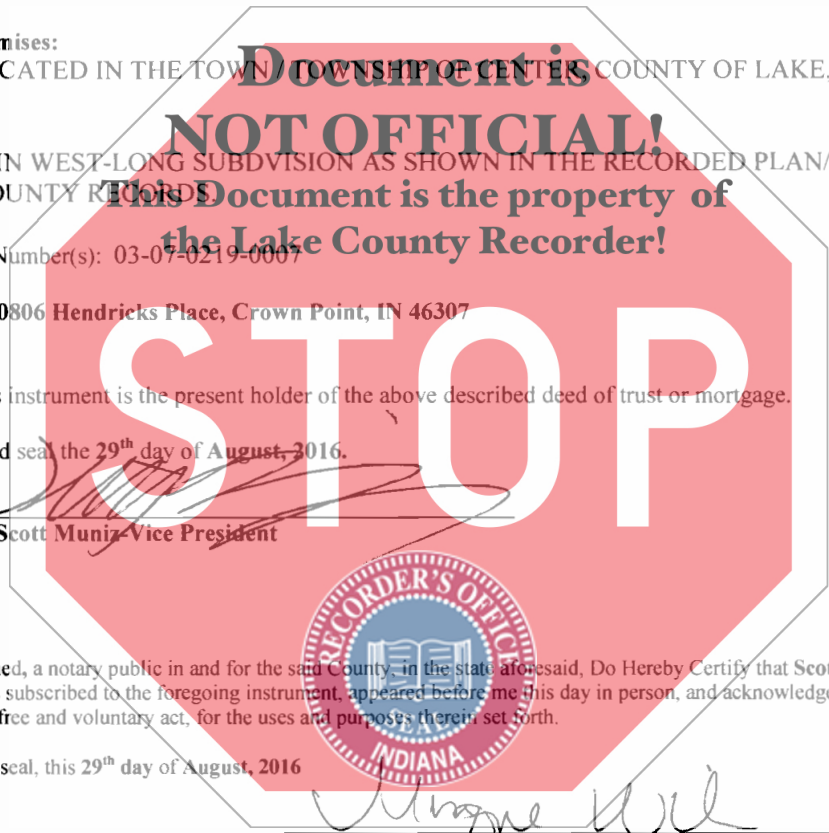 mises:
CATED IN THE TOWN / TOWNSHIP OF CENTER, COUNTY OF LAKE,
Document is
NOT OFFICIAL!
This Document is the property of
the Lake County Recorder!
IN WEST-LONG SUBDVISION AS SHOWN IN THE RECORDED PLAN/
OUNTY RECORDS.
Number(s): 03-07-0219-0007
0806 Hendricks Place, Crown Point, IN 46307
STOP
s instrument is the present holder of the above described deed of trust or mortgage.
d seal the 29th day of August, 2016.
Scott Muniz-Vice President
RECORDER'S OFFICE
SEAL
INDIANA
ed, a notary public in and for the said County, in the state aforesaid, Do Hereby Certify that Scot
s subscribed to the foregoing instrument, appeared before me this day in person, and acknowledge
free and voluntary act, for the uses and purposes therein set forth.
seal, this 29th day of August, 2016